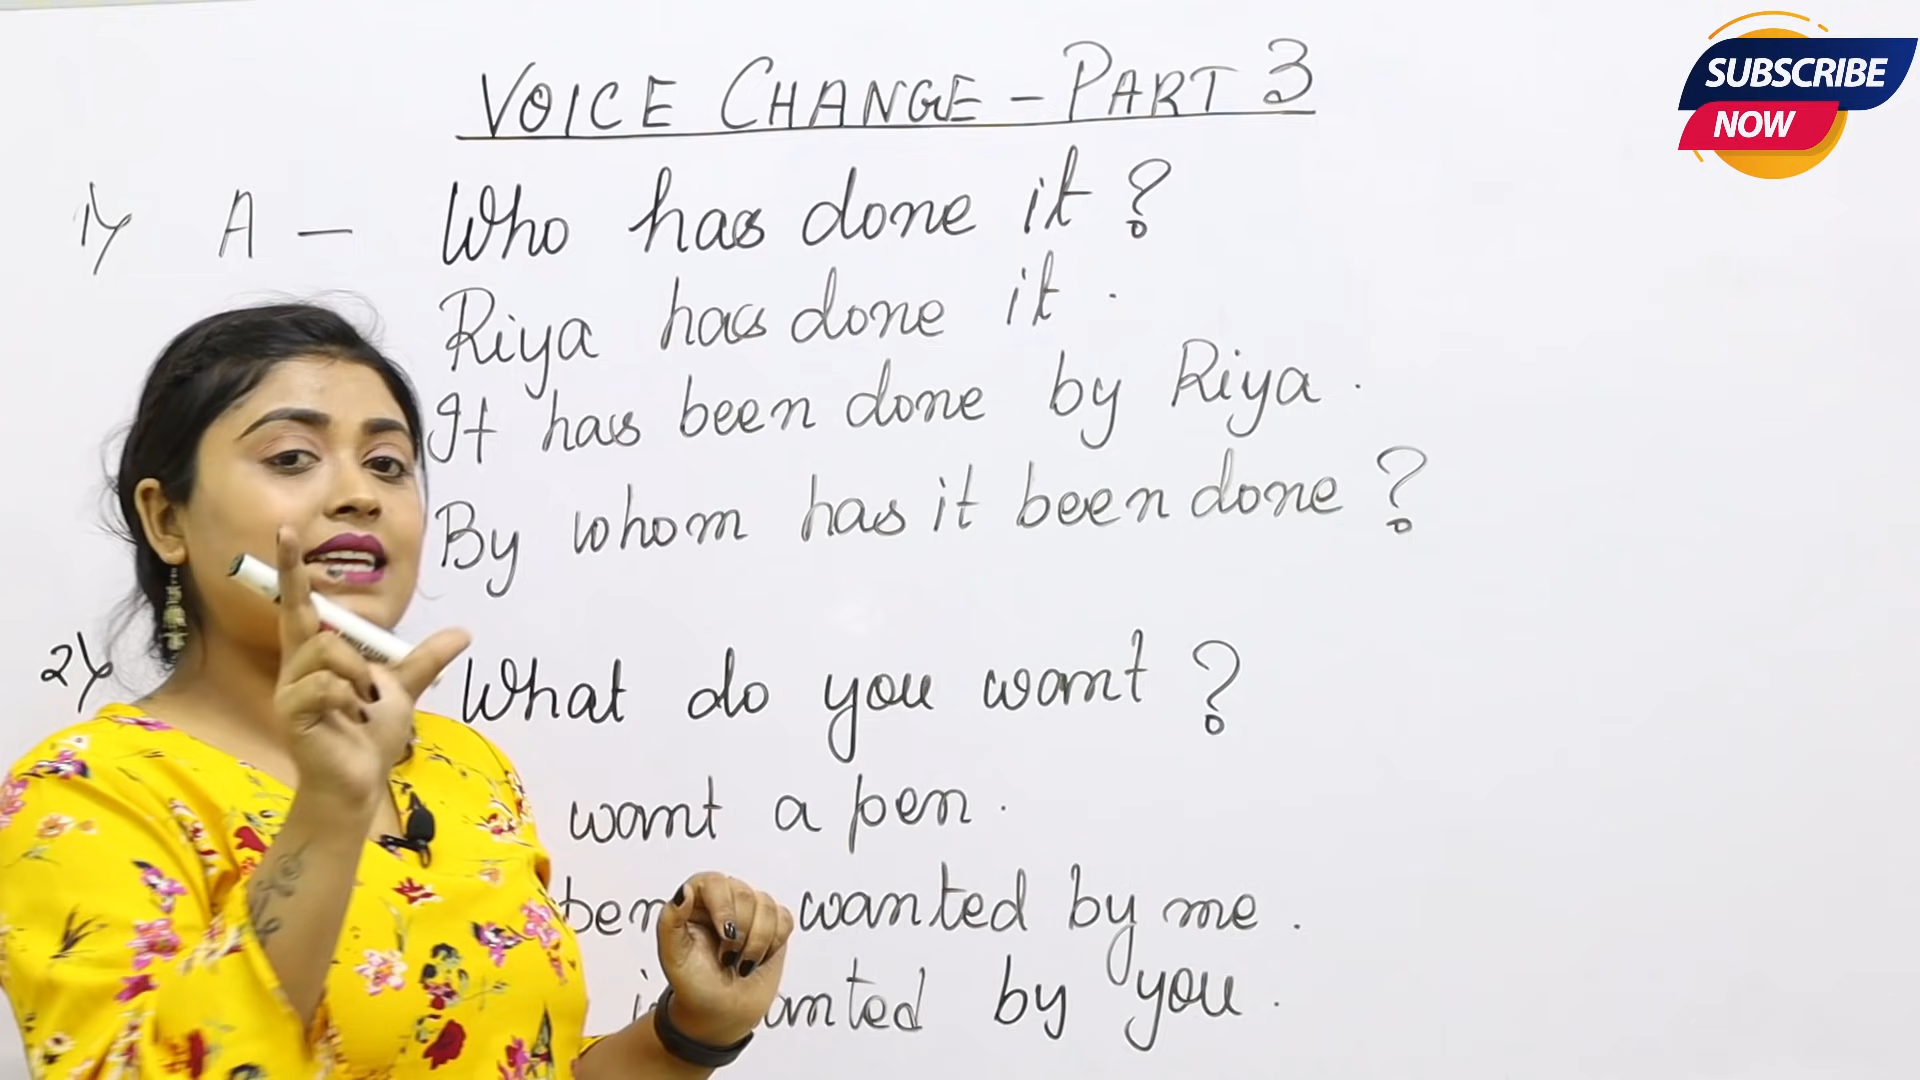 VOICE CHANGE - PART 3
SUBSCRIBE
NOW
1) A - Who has done it ?
Riya has done it .
It has been done by Riya .
By whom has it been done ?
2) What do you want ?
want a pen .
wanted by me .
by you .